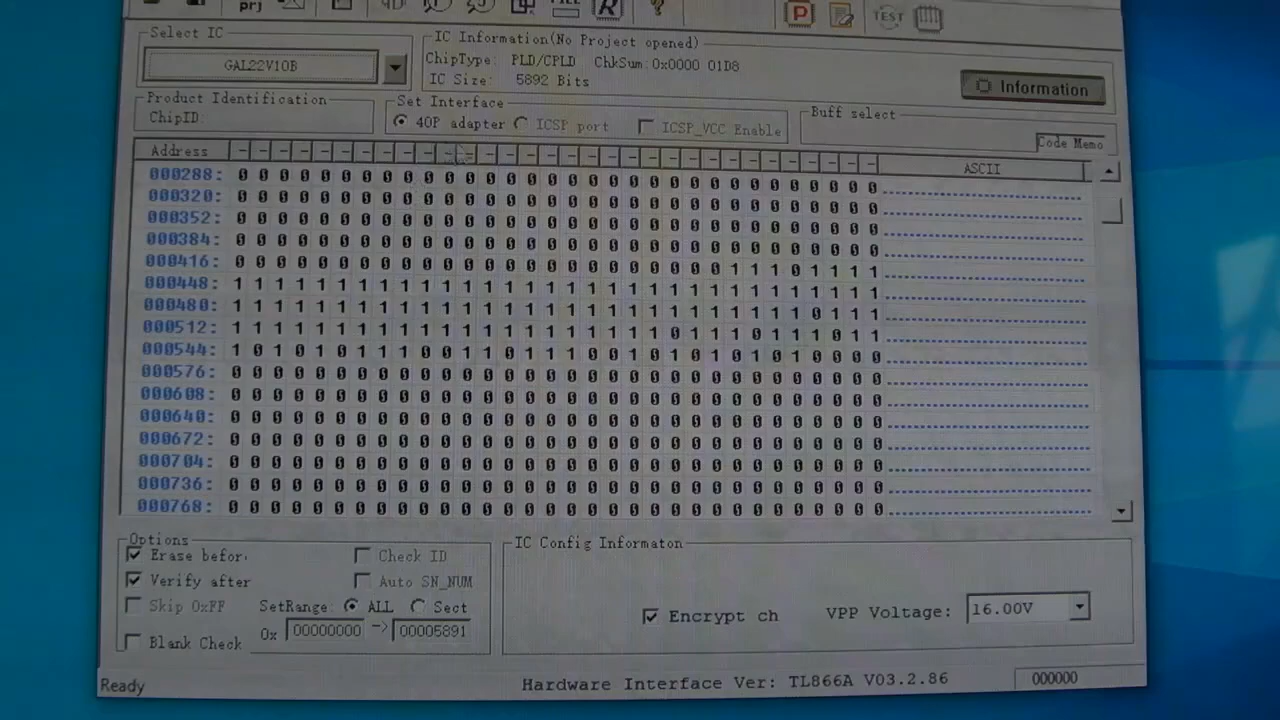 prj
P
TEST
Select IC
GAL22V10B
IC Information(No Project opened)
ChipType: PLD/CPLD ChkSum:0x0000 01D8
IC Size: 5892 Bits
Information
Product Identification
ChipID:
Set Interface
40P adapter ICSP port ICSP_VCC Enable
Buff select
Code Memo
Address - - - - - - - - - - - - - - - - - - - - - - - - - - - - - - - - ASCII
000288: 0 0 0 0 0 0 0 0 0 0 0 0 0 0 0 0 0 0 0 0 0 0 0 0 0 0 0 0 0 0 0 0 ................................
000320: 0 0 0 0 0 0 0 0 0 0 0 0 0 0 0 0 0 0 0 0 0 0 0 0 0 0 0 0 0 0 0 0 ................................
000352: 0 0 0 0 0 0 0 0 0 0 0 0 0 0 0 0 0 0 0 0 0 0 0 0 0 0 0 0 0 0 0 0 ................................
000384: 0 0 0 0 0 0 0 0 0 0 0 0 0 0 0 0 0 0 0 0 0 0 0 0 0 0 0 0 0 0 0 0 ................................
000416: 0 0 0 0 0 0 0 0 0 0 0 0 0 0 0 0 0 0 0 0 0 0 0 0 1 1 1 0 1 1 1 1 ................................
000448: 1 1 1 1 1 1 1 1 1 1 1 1 1 1 1 1 1 1 1 1 1 1 1 1 1 1 1 1 1 1 1 1 ................................
000480: 1 1 1 1 1 1 1 1 1 1 1 1 1 1 1 1 1 1 1 1 1 1 1 1 1 1 1 1 0 1 1 1 ................................
000512: 1 1 1 1 1 1 1 1 1 1 1 1 1 1 1 1 1 1 1 1 1 0 1 1 1 0 1 1 1 0 1 1 ................................
000544: 1 0 1 0 1 0 1 1 1 0 0 1 1 0 1 1 1 0 0 1 0 1 0 1 0 1 0 1 0 0 0 0 ................................
000576: 0 0 0 0 0 0 0 0 0 0 0 0 0 0 0 0 0 0 0 0 0 0 0 0 0 0 0 0 0 0 0 0 ................................
000608: 0 0 0 0 0 0 0 0 0 0 0 0 0 0 0 0 0 0 0 0 0 0 0 0 0 0 0 0 0 0 0 0 ................................
000640: 0 0 0 0 0 0 0 0 0 0 0 0 0 0 0 0 0 0 0 0 0 0 0 0 0 0 0 0 0 0 0 0 ................................
000672: 0 0 0 0 0 0 0 0 0 0 0 0 0 0 0 0 0 0 0 0 0 0 0 0 0 0 0 0 0 0 0 0 ................................
000704: 0 0 0 0 0 0 0 0 0 0 0 0 0 0 0 0 0 0 0 0 0 0 0 0 0 0 0 0 0 0 0 0 ................................
000736: 0 0 0 0 0 0 0 0 0 0 0 0 0 0 0 0 0 0 0 0 0 0 0 0 0 0 0 0 0 0 0 0 ................................
000768: 0 0 0 0 0 0 0 0 0 0 0 0 0 0 0 0 0 0 0 0 0 0 0 0 0 0 0 0 0 0 0 0 ................................
Options
Erase befor.
Check ID
Verify after
Auto SN_NUM
Skip 0xFF
SetRange: ALL Sect
0x 00000000 -> 00005891
Blank Check
IC Config Informaton
Encrypt ch
VPP Voltage: 16.00V
Ready
Hardware Interface Ver: TL866A V03.2.86
000000